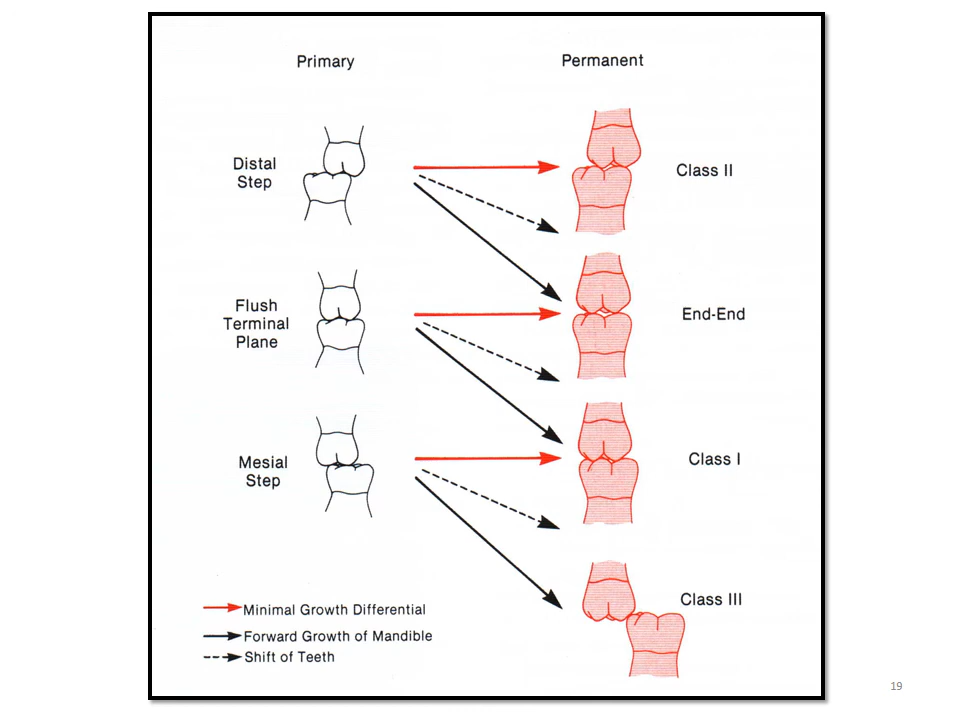 Primary
Permanent
Distal
Step
Class II
Flush
Terminal
Plane
End-End
Mesial
Step
Class I
Class III
Minimal Growth Differential
Forward Growth of Mandible
Shift of Teeth
19